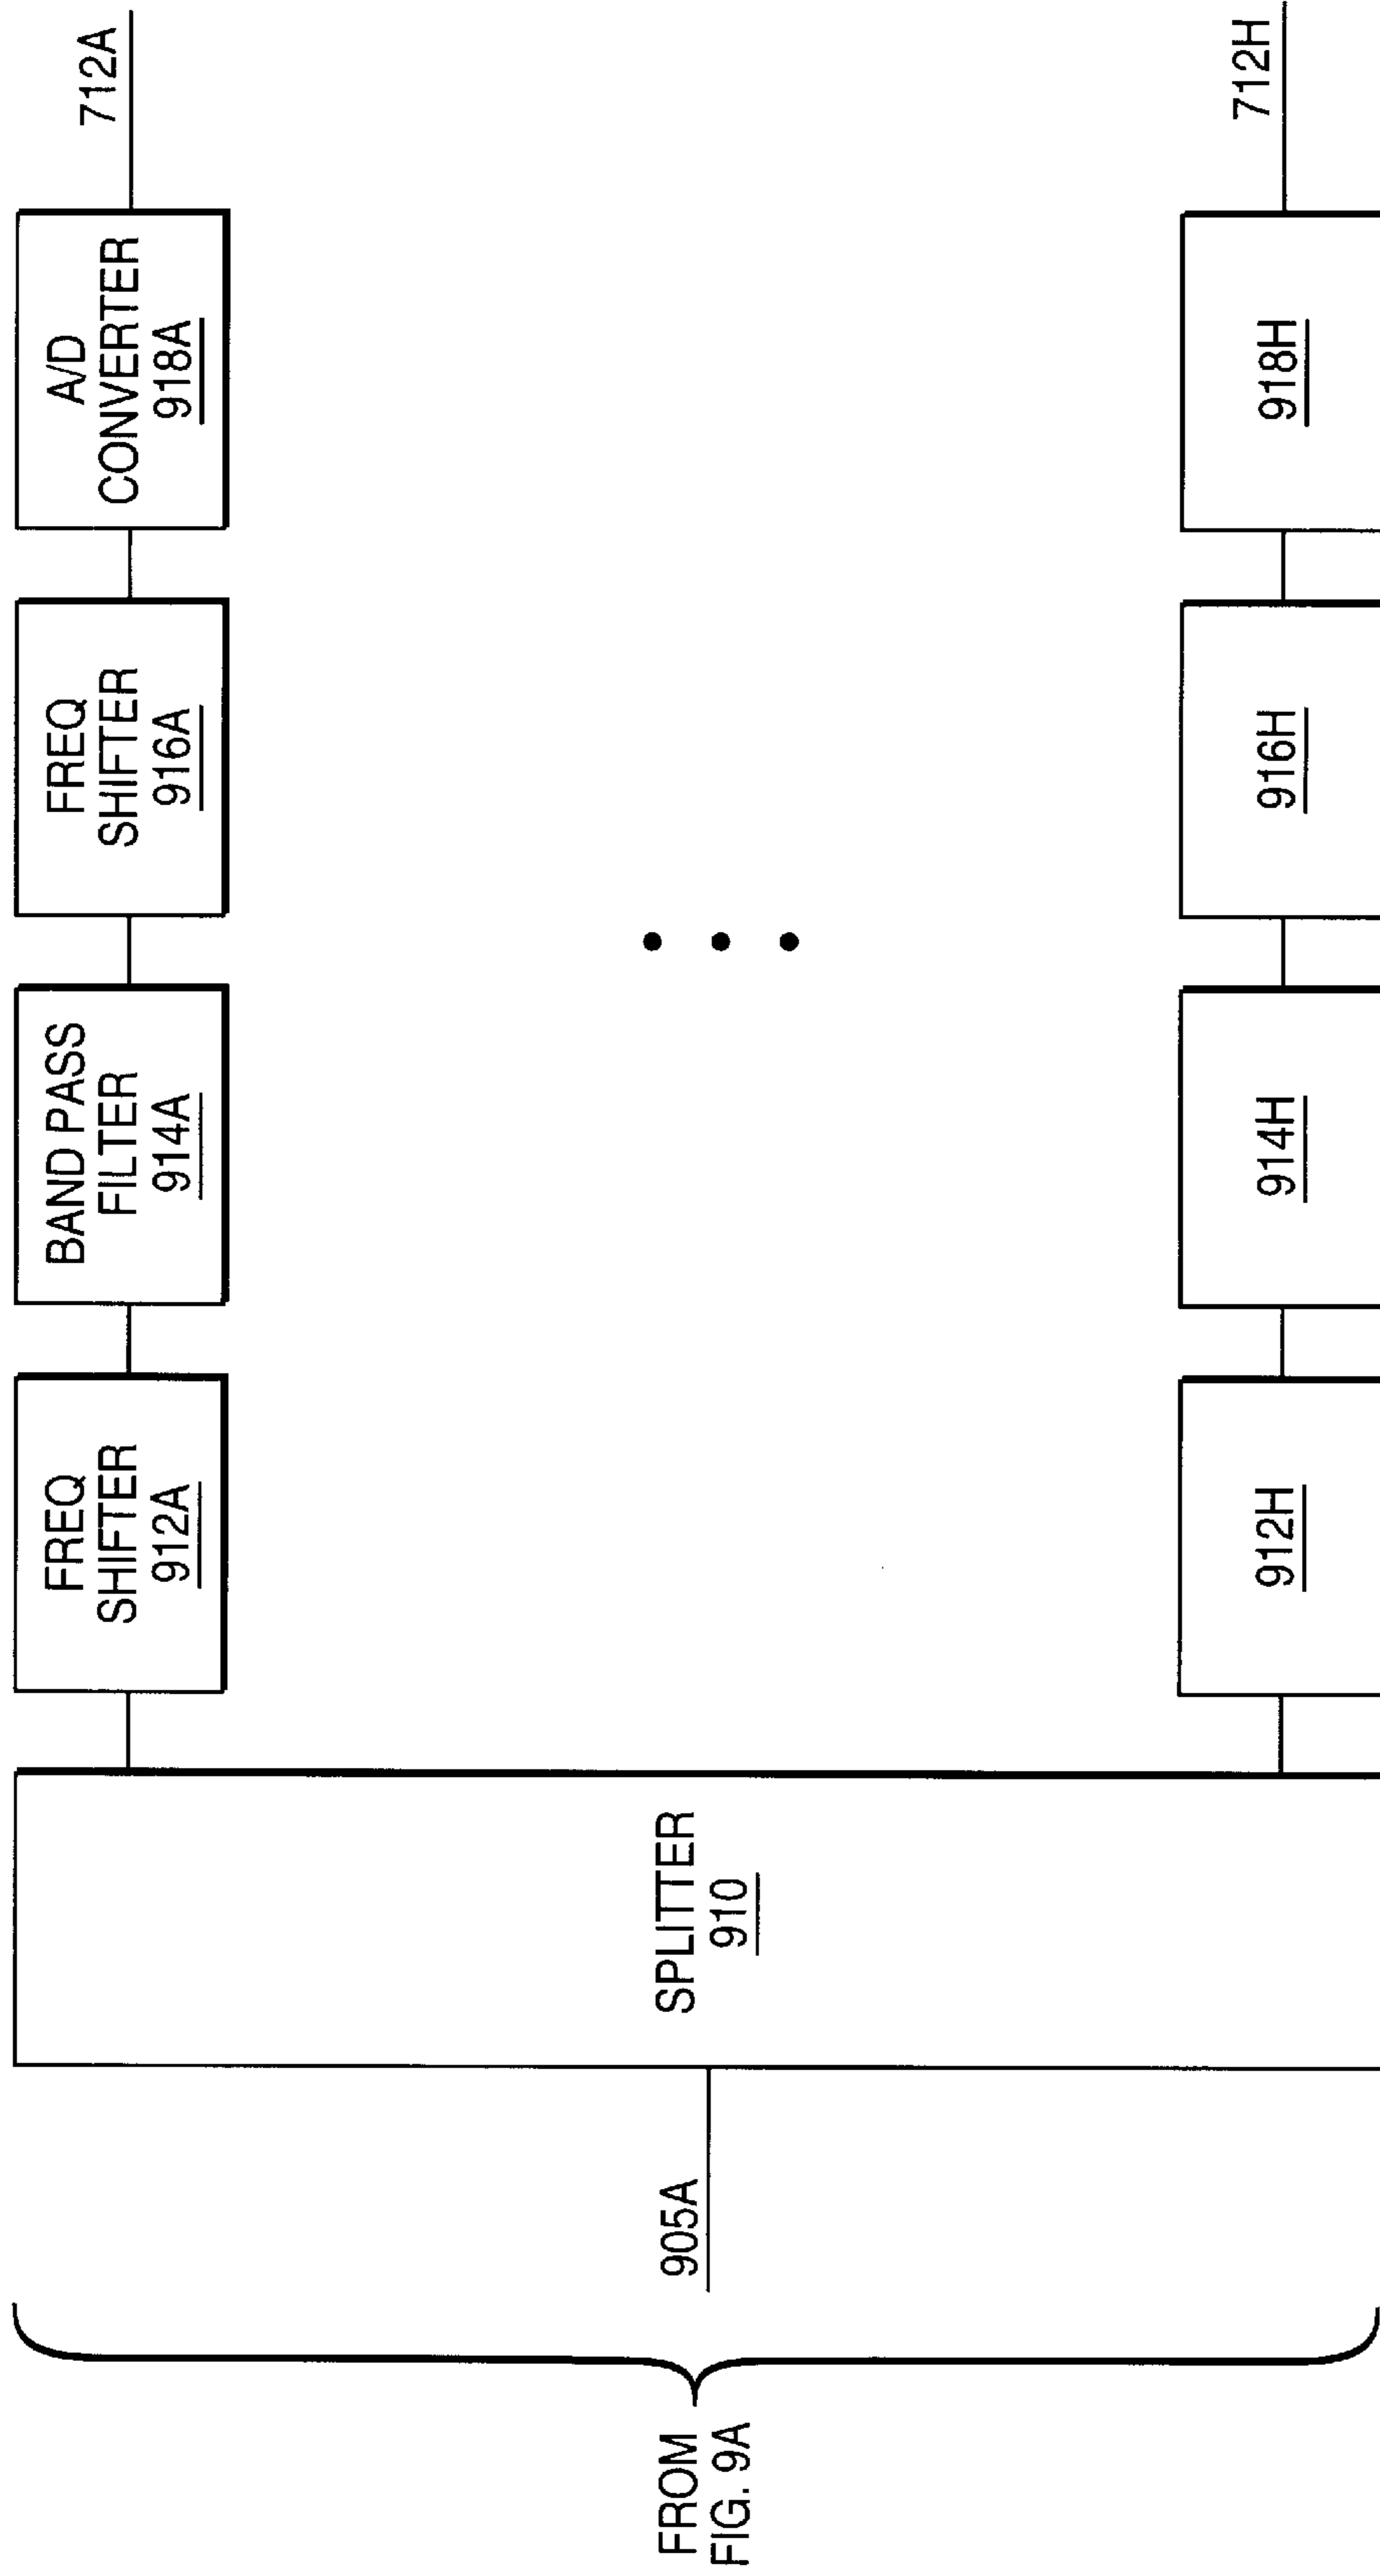 FROM
FIG. 9A
905A
SPLITTER
910
FREQ
SHIFTER
912A
BAND PASS
FILTER
914A
FREQ
SHIFTER
916A
A/D
CONVERTER
918A
712A
912H
914H
916H
918H
712H